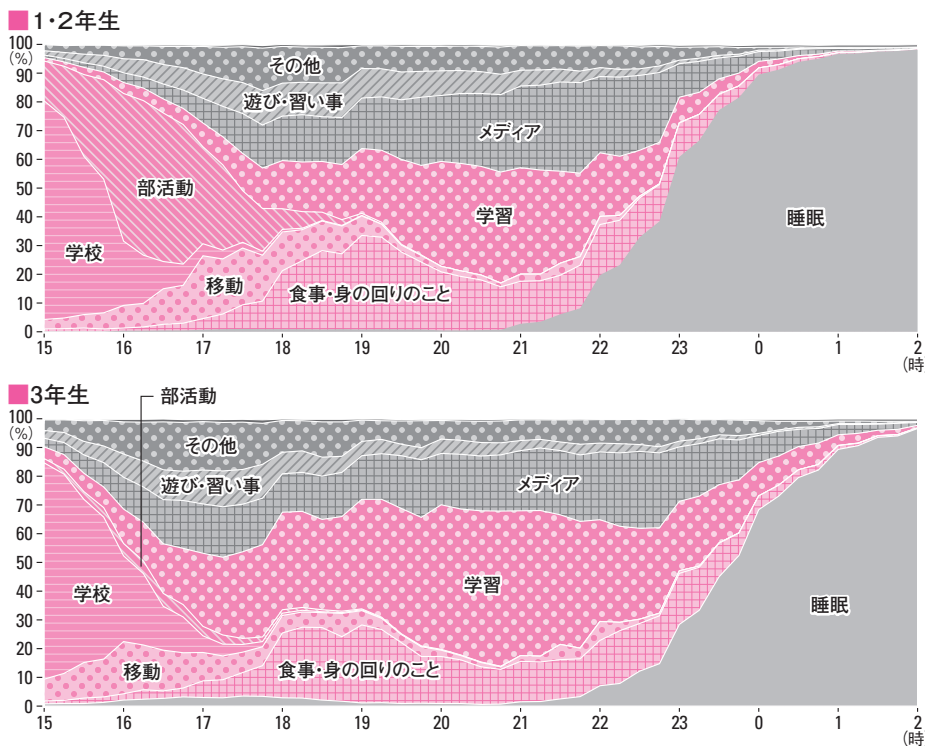 ■1・2年生
100
(%)
90
80
70
60
50
40
30
20
10
0
その他
遊び・習い事
メディア
部活動
学習
学校
移動
食事・身の回りのこと
睡眠
15 16 17 18 19 20 21 22 23 0 1 2
(時
■3年生
部活動
100
(%)
90
80
70
60
50
40
30
20
10
0
その他
遊び・習い事
メディア
学習
学校
移動
食事・身の回りのこと
睡眠
15 16 17 18 19 20 21 22 23 0 1 2
(時